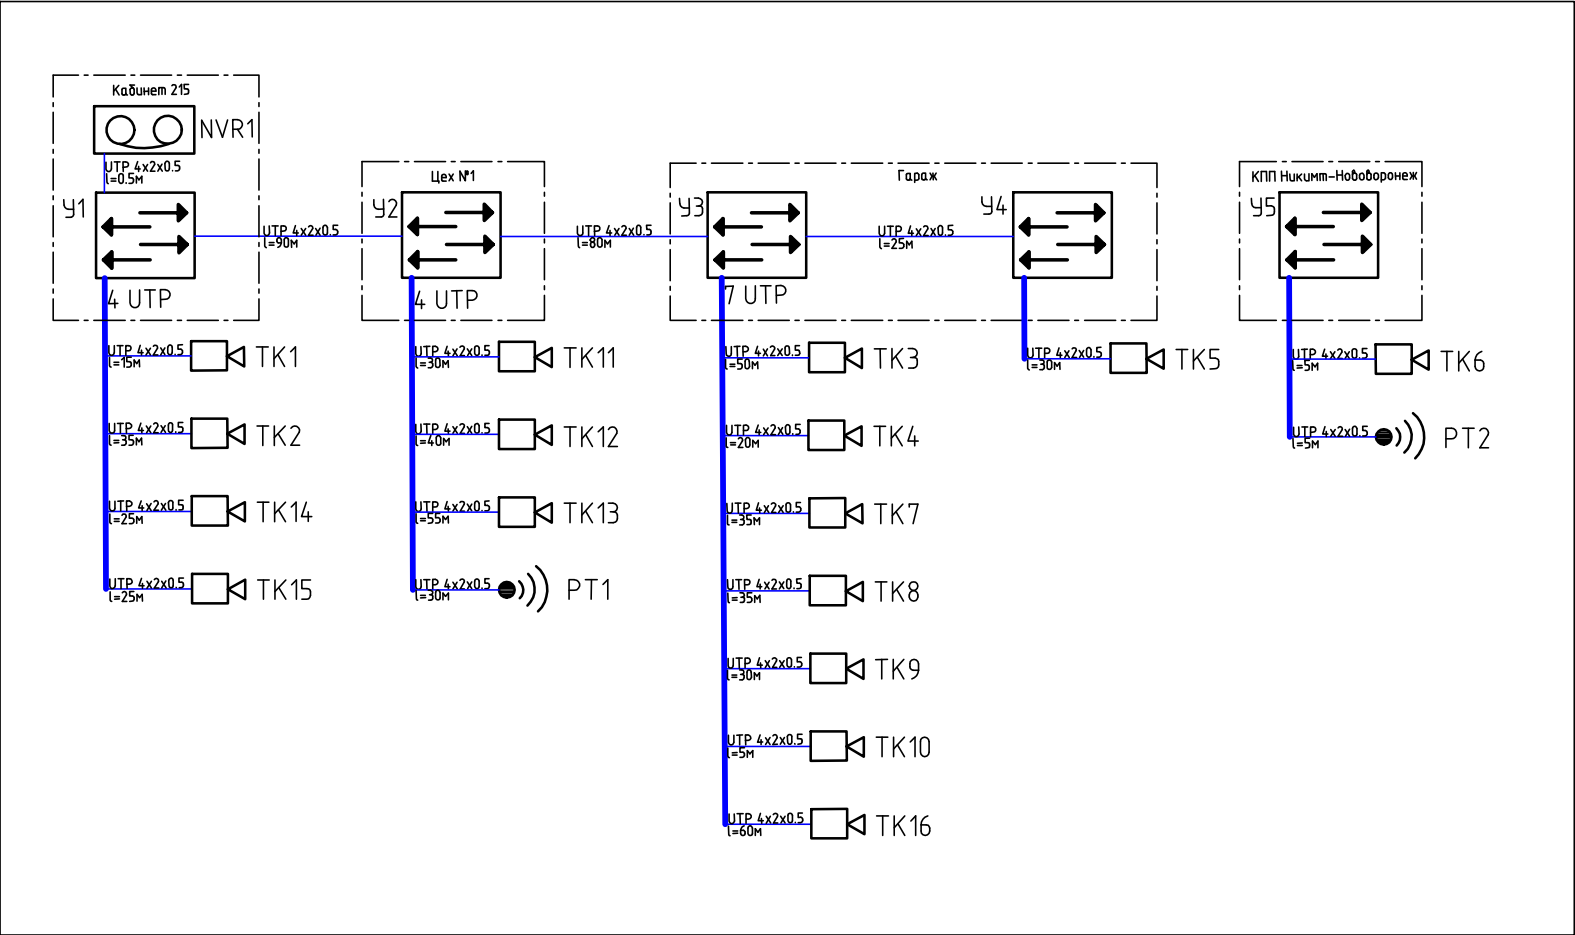 Кабинет 215
NVR1
UTP 4x2x0.5
l=0.5м
У1
UTP 4x2x0.5
l=90м
4 UTP
UTP 4x2x0.5
l=15м
TK1
UTP 4x2x0.5
l=35м
TK2
UTP 4x2x0.5
l=25м
TK14
UTP 4x2x0.5
l=25м
TK15
Цех №1
У2
UTP 4x2x0.5
l=80м
4 UTP
UTP 4x2x0.5
l=30м
TK11
UTP 4x2x0.5
l=40м
TK12
UTP 4x2x0.5
l=55м
TK13
UTP 4x2x0.5
l=30м
PT1
Гараж
У3
UTP 4x2x0.5
l=25м
У4
7 UTP
UTP 4x2x0.5
l=50м
TK3
UTP 4x2x0.5
l=20м
TK4
UTP 4x2x0.5
l=35м
TK7
UTP 4x2x0.5
l=35м
TK8
UTP 4x2x0.5
l=30м
TK9
UTP 4x2x0.5
l=5м
TK10
UTP 4x2x0.5
l=60м
TK16
UTP 4x2x0.5
l=30м
TK5
КПП Никимт-Нововоронеж
У5
UTP 4x2x0.5
l=5м
TK6
UTP 4x2x0.5
l=5м
PT2